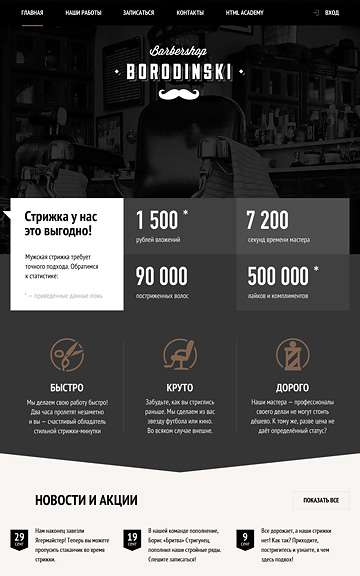 ГЛАВНАЯ НАШИ РАБОТЫ ЗАПИСАТЬСЯ КОНТАКТЫ HTML ACADEMY ВХОД
Barbershop
BORODINSKI
Стрижка у нас
это выгодно!
Мужская стрижка требует
точного подхода. Обратимся
к статистике:
* — приведенные данные ложь
1 500 *
рублей вложений
7 200
секунд времени мастера
90 000
постриженных волос
500 000 *
лайков и комплиментов
БЫСТРО
Мы делаем свою работу быстро!
Два часа пролетят незаметно
и вы — счастливый обладатель
стильной стрижки-минутки
КРУТО
Забудьте, как вы стриглись
раньше. Мы сделаем из вас
звезду футбола или кино.
Во всяком случае внешне.
ДОРОГО
Наши мастера — профессионалы
своего дела и не могут стоить
дёшево. К тому же, разве цена не
даёт определённый статус?
НОВОСТИ И АКЦИИ
ПОКАЗАТЬ ВСЕ
29
СЕНТ
Нам наконец завезли
Ягермайстер! Теперь вы можете
пропустить стаканчик во время
стрижки.
19
СЕНТ
В нашей команде пополнение,
Борис «Бритва» Стригунец,
пополнил наши стройные ряды.
Спешите записаться!
9
СЕНТ
Все дорожает, а наши стрижки
нет! Как так? Приходите,
постригитесь и узнаете, в чем
здесь подвох!